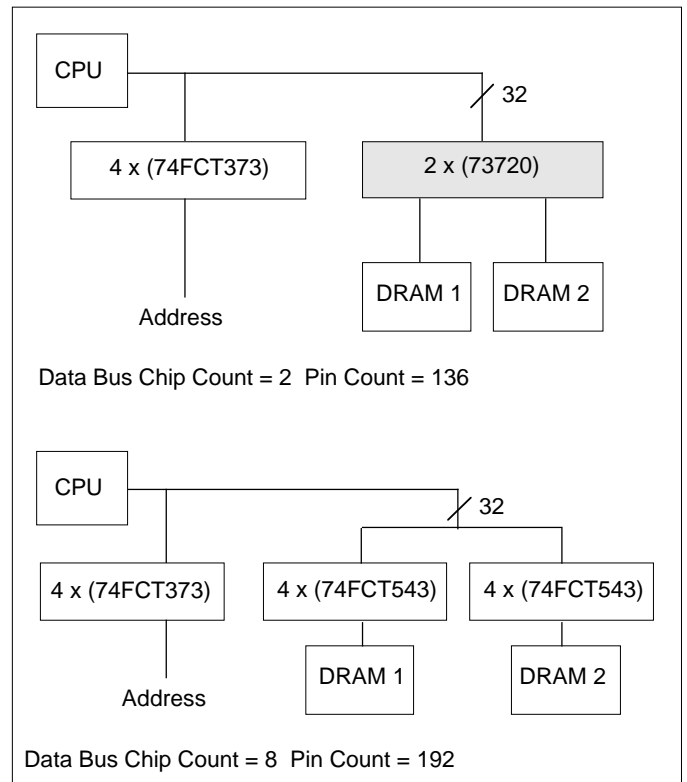 CPU
32
4 x (74FCT373)
2 x (73720)
DRAM 1
DRAM 2
Address
Data Bus Chip Count = 2  Pin Count = 136
CPU
32
4 x (74FCT373)
4 x (74FCT543)
4 x (74FCT543)
DRAM 1
DRAM 2
Address
Data Bus Chip Count = 8  Pin Count = 192